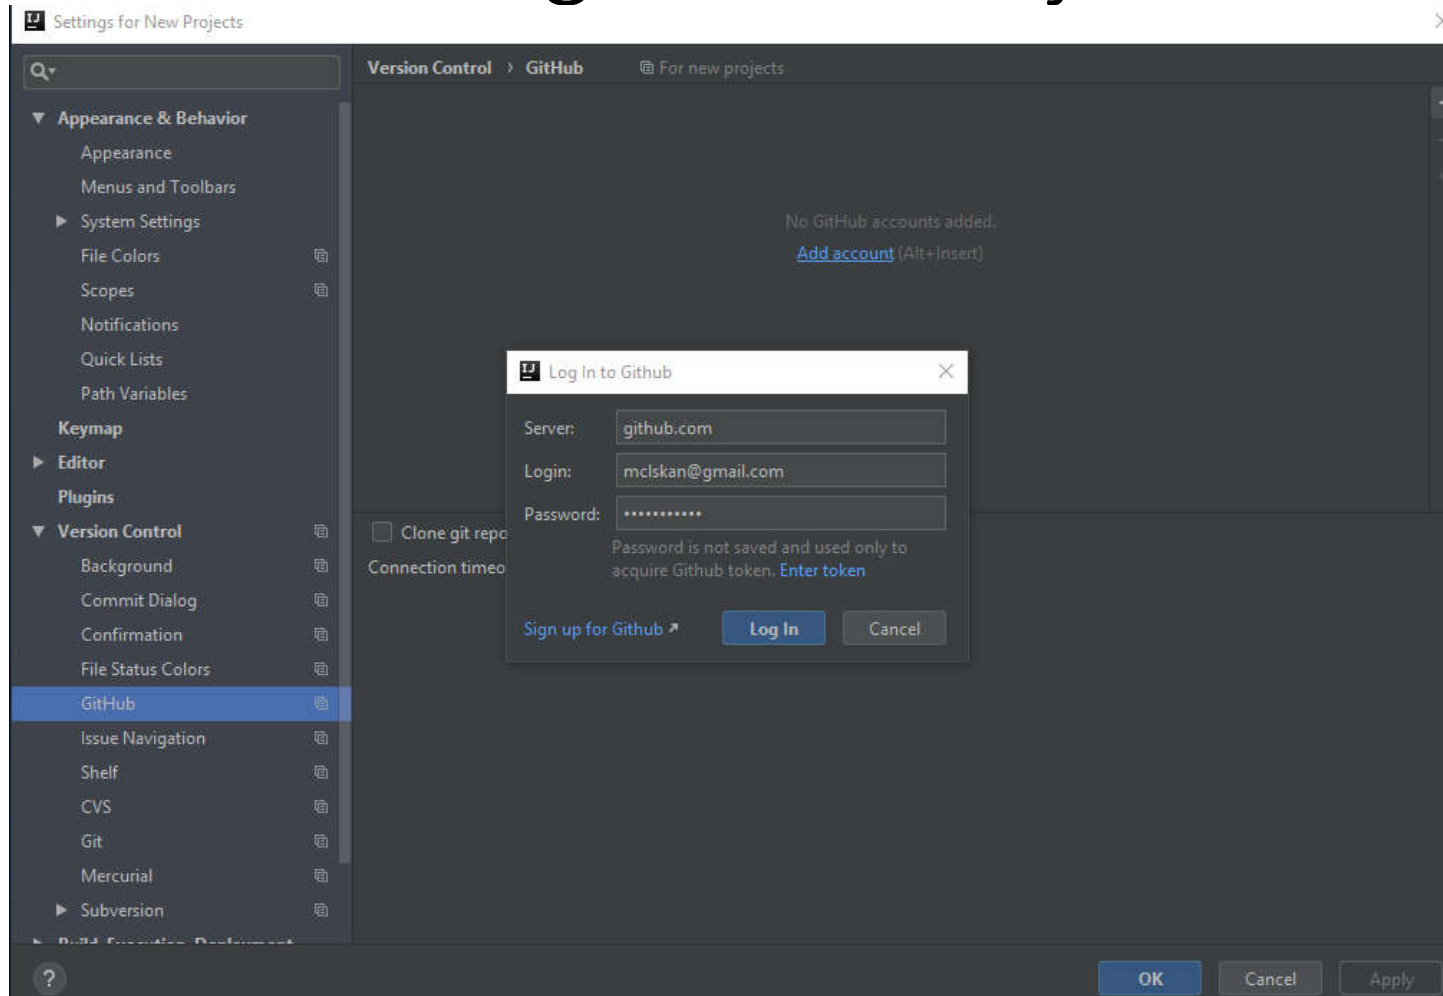 Settings for New Projects
Version Control › GitHub For new projects
Appearance & Behavior
Appearance
Menus and Toolbars
System Settings
File Colors
Scopes
Notifications
Quick Lists
Path Variables
Keymap
Editor
Plugins
Version Control
Background
Commit Dialog
Confirmation
File Status Colors
GitHub
Issue Navigation
Shelf
CVS
Git
Mercurial
Subversion
Build, Execution, Deployment
No GitHub accounts added.
Add account (Alt+Insert)
Clone git repo
Connection timeo
Log In to Github
Server: github.com
Login: mclskan@gmail.com
Password: •••••••••••
Password is not saved and used only to
acquire Github token. Enter token
Sign up for Github Log In Cancel
? OK Cancel Apply